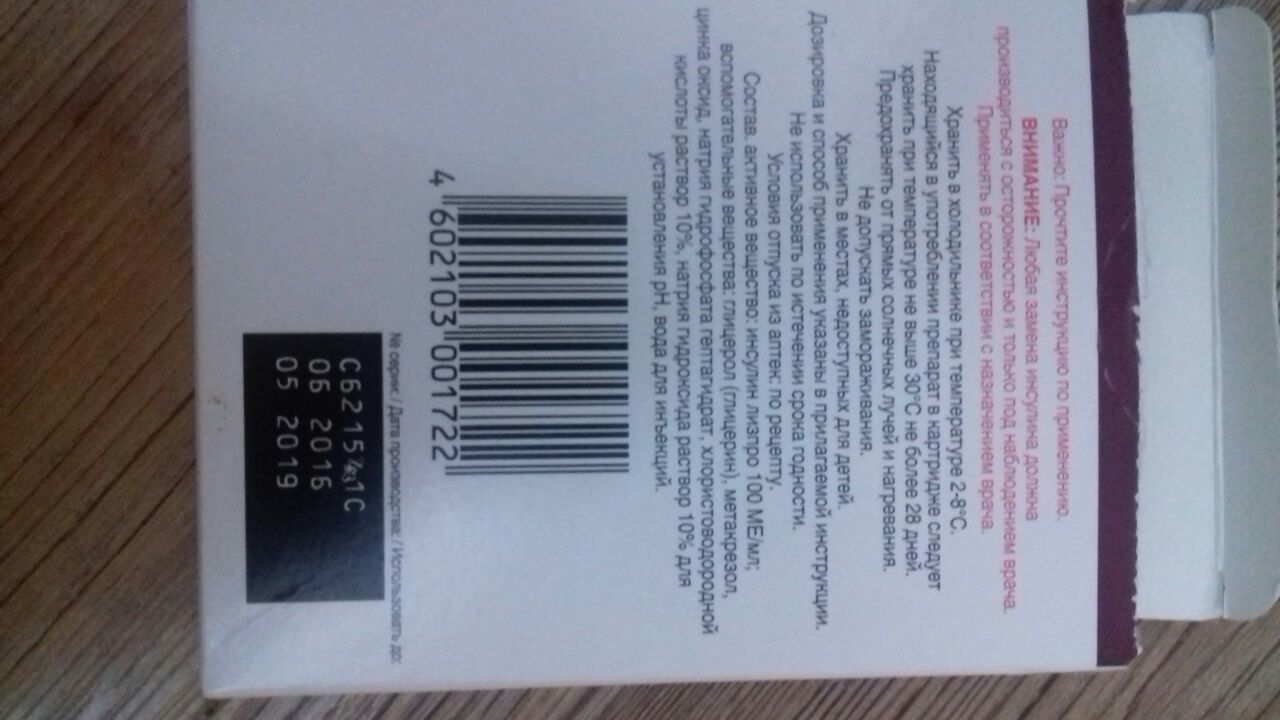 Важно: Прочтите инструкцию по применению.
ВНИМАНИЕ: Любая замена инсулина должна
производиться с осторожностью и только под наблюдением врача.
Применять в соответствии с назначением врача.
Хранить в холодильнике при температуре 2-8°С.
Находящийся в употреблении препарат в картридже следует
хранить при температуре не выше 30°С не более 28 дней.
Предохранять от прямых солнечных лучей и нагревания.
Не допускать замораживания.
Хранить в местах, недоступных для детей.
Дозировка и способ применения указаны в прилагаемой инструкции.
Не использовать по истечении срока годности.
Условия отпуска из аптек: по рецепту.
Состав. активное вещество: инсулин лизпро 100 МЕ/мл;
вспомогательные вещества: глицерол (глицерин), метакрезол,
цинка оксид, натрия гидрофосфата гептагидрат, хлористоводородной
кислоты раствор 10%, натрия гидроксида раствор 10% для
установления pH, вода для инъекций.
4 602103 001722
№ серии: / Дата производства: / Использовать до:
06 2016
05 2019